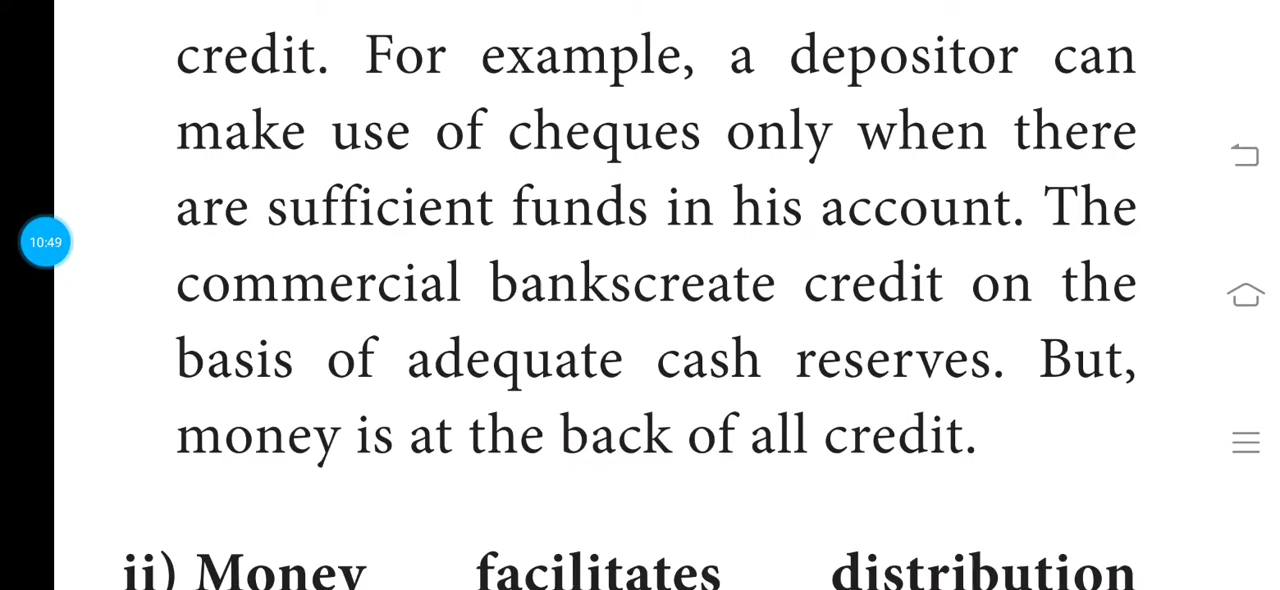 credit. For example, a depositor can
make use of cheques only when there
are sufficient funds in his account. The
10:49
commercial bankscreate credit on the
basis of adequate cash reserves. But,
money is at the back of all credit.
ii) Money facilitates distribution